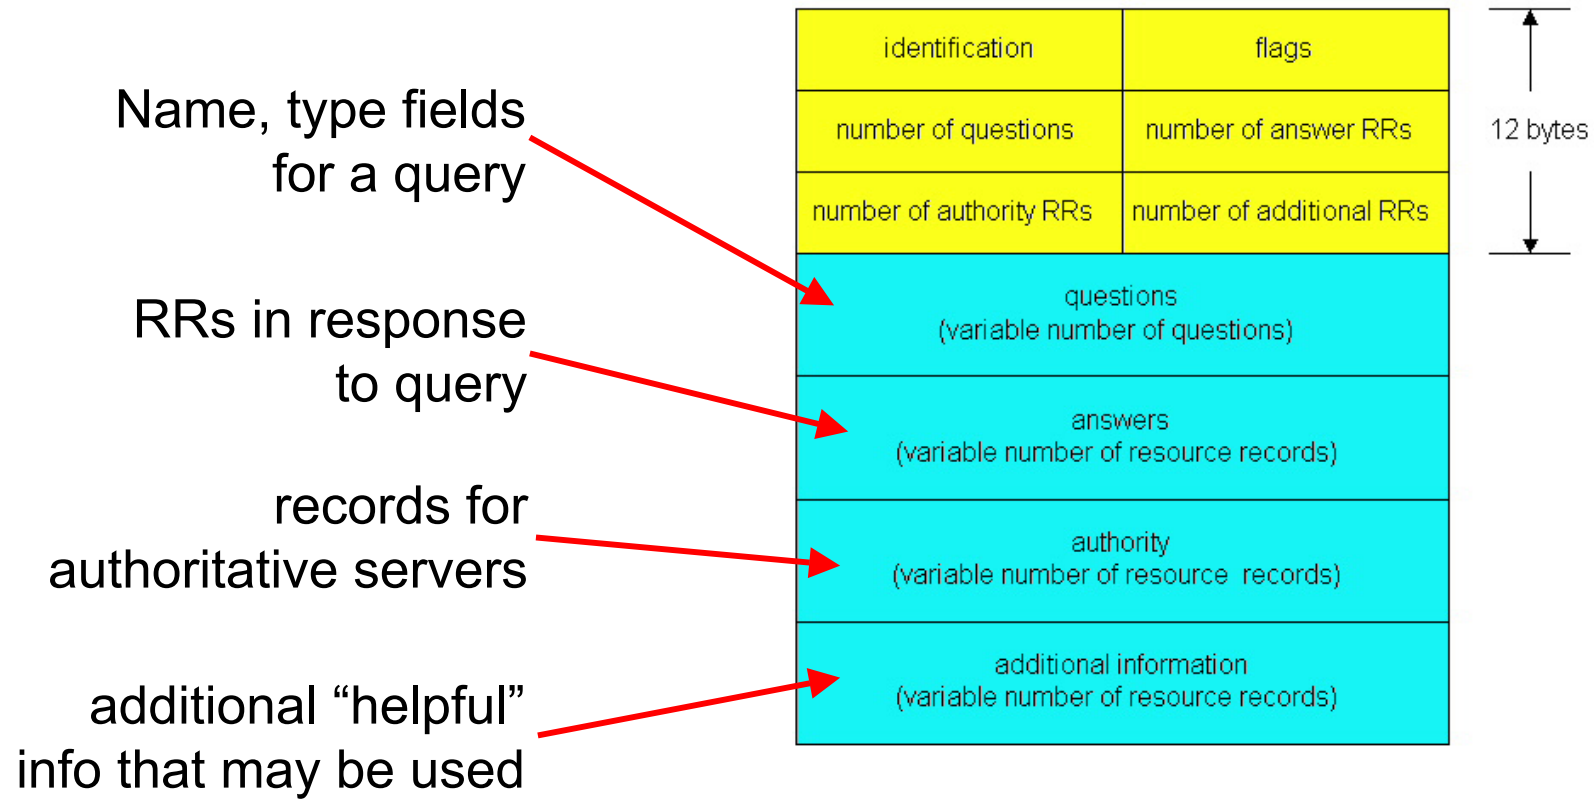 Name, type fields
for a query
RRs in response
to query
records for
authoritative servers
additional “helpful”
info that may be used
identification
flags
number of questions
number of answer RRs
number of authority RRs
number of additional RRs
questions
(variable number of questions)
answers
(variable number of resource records)
authority
(variable number of resource records)
additional information
(variable number of resource records)
12 bytes